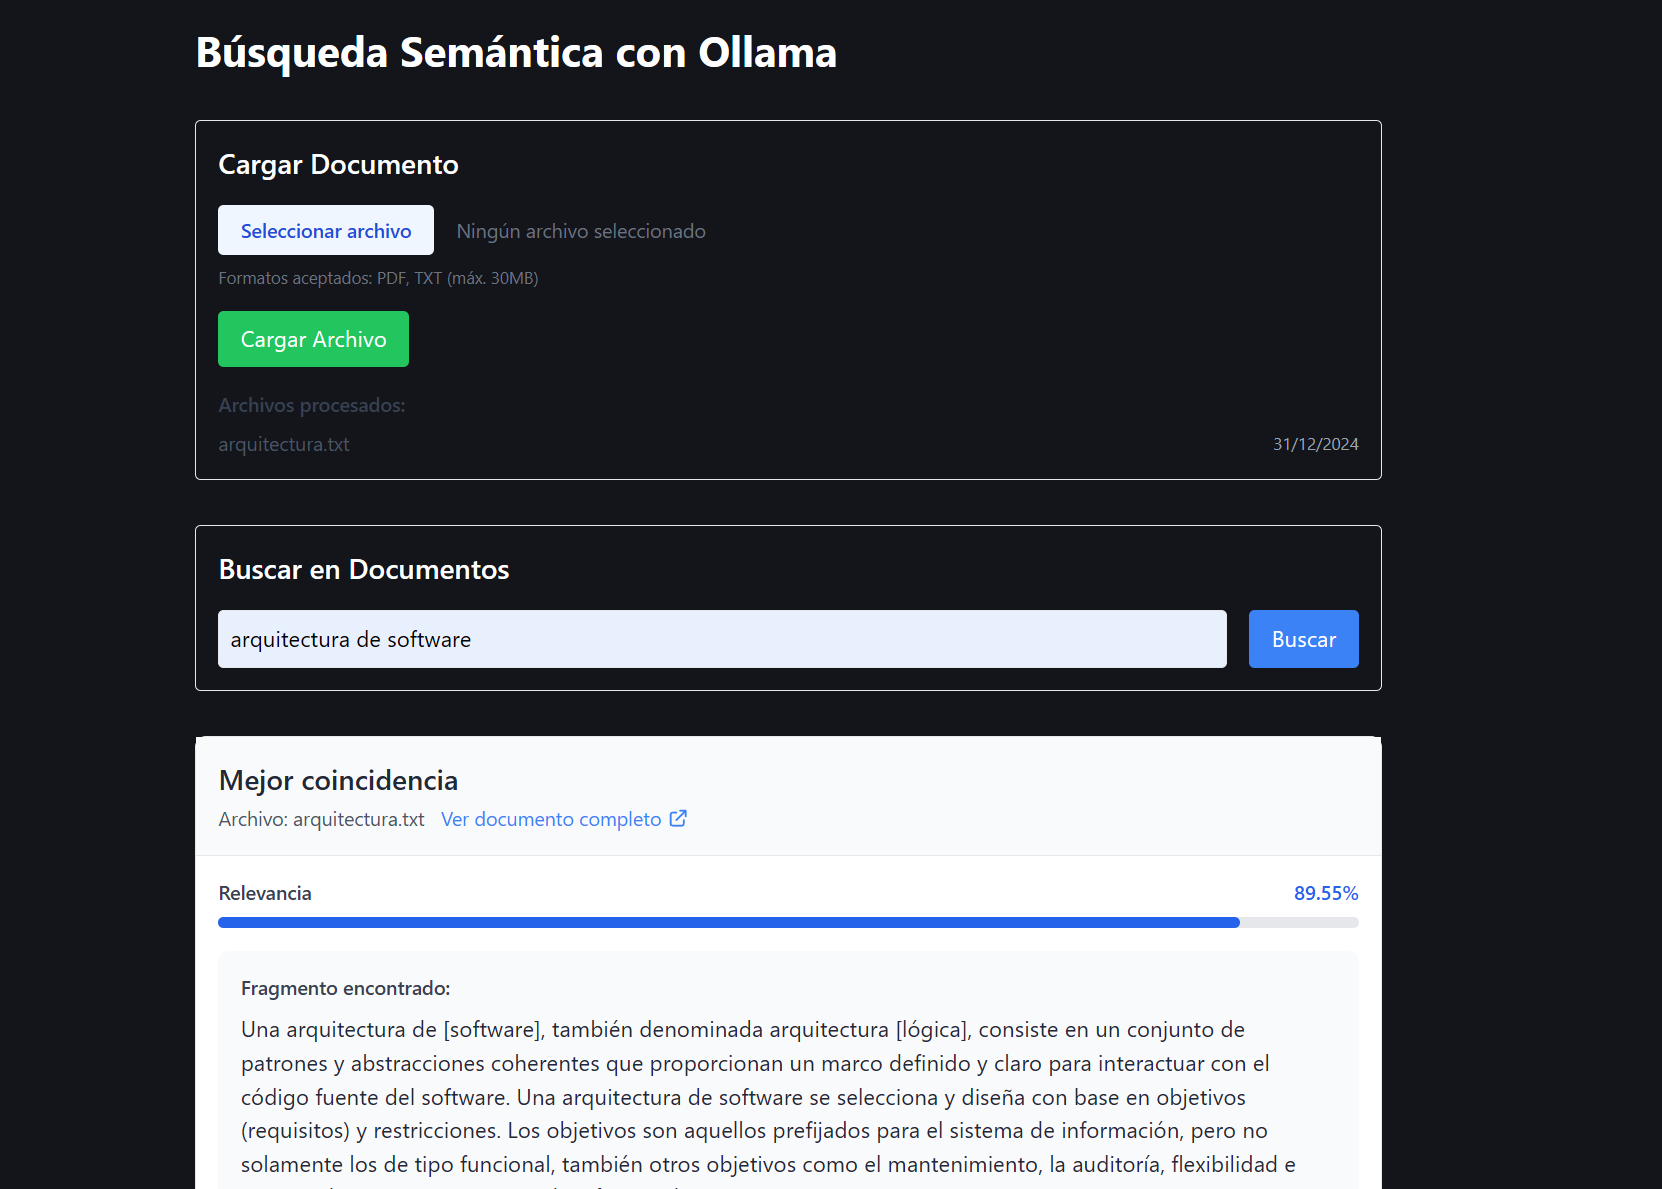 Búsqueda Semántica con Ollama
Cargar Documento
Seleccionar archivo Ningún archivo seleccionado
Formatos aceptados: PDF, TXT (máx. 30MB)
Cargar Archivo
Archivos procesados:
arquitectura.txt 31/12/2024
Buscar en Documentos
arquitectura de software Buscar
Mejor coincidencia
Archivo: arquitectura.txt Ver documento completo
Relevancia 89.55%
Fragmento encontrado:
Una arquitectura de [software], también denominada arquitectura [lógica], consiste en un conjunto de
patrones y abstracciones coherentes que proporcionan un marco definido y claro para interactuar con el
código fuente del software. Una arquitectura de software se selecciona y diseña con base en objetivos
(requisitos) y restricciones. Los objetivos son aquellos prefijados para el sistema de información, pero no
solamente los de tipo funcional, también otros objetivos como el mantenimiento, la auditoría, flexibilidad e